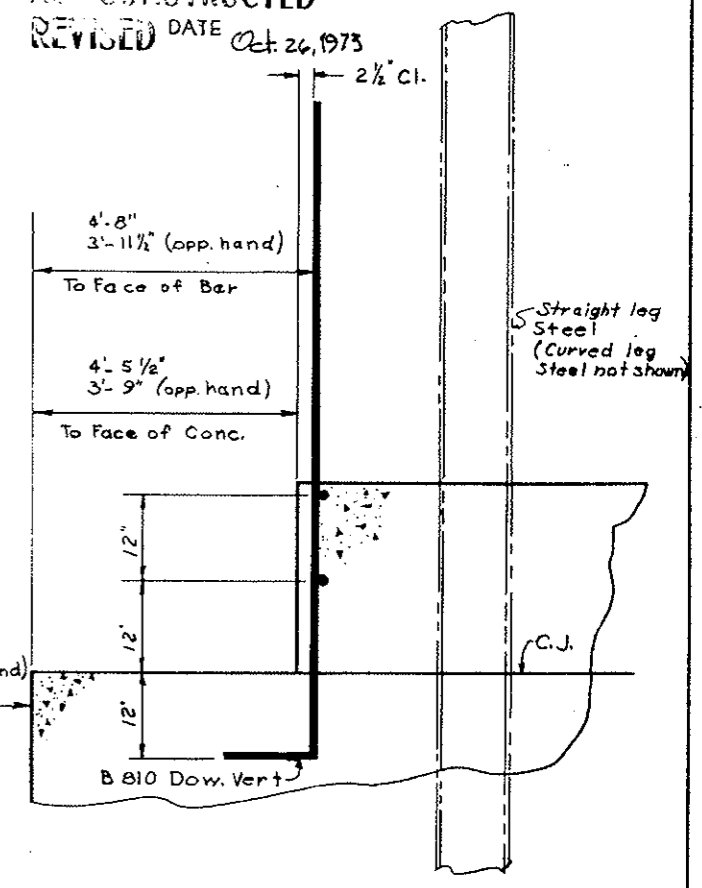 REVISED DATE Oct. 26, 1973
2½" Cl.
4'-8"
3'-11½" (opp. hand)
To Face of Bar
4'-5 1/2"
3'-9" (opp. hand)
To Face of Conc.
Straight leg
Steel
(Curved leg
Steel not shown)
12"
12'
C.J.
12'
B 810 Dow. Vert